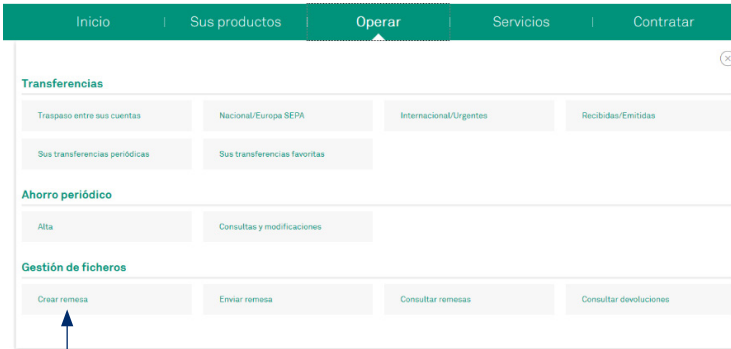 Inicio | Sus productos | Operar | Servicios | Contratar
Transferencias
Traspaso entre sus cuentas Nacional/Europa SEPA Internacional/Urgentes Recibidas/Emitidas
Sus transferencias periódicas Sus transferencias favoritas
Ahorro periódico
Alta Consultas y modificaciones
Gestión de ficheros
Crear remesa Enviar remesa Consultar remesas Consultar devoluciones